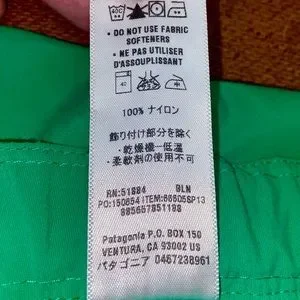 40C
• DO NOT USE FABRIC
SOFTENERS
• NE PAS UTILISER
D'ASSOUPLISSANT
40
100% ナイロン
飾り付け部分を除く
・乾燥機一低温
・柔軟剤の使用不可
RN:51884 BLN
PO:150654 ITEM:66605SP13
885657851188
Patagonia P.O. BOX 150
VENTURA, CA 93002 US
パタゴニア 0467238961